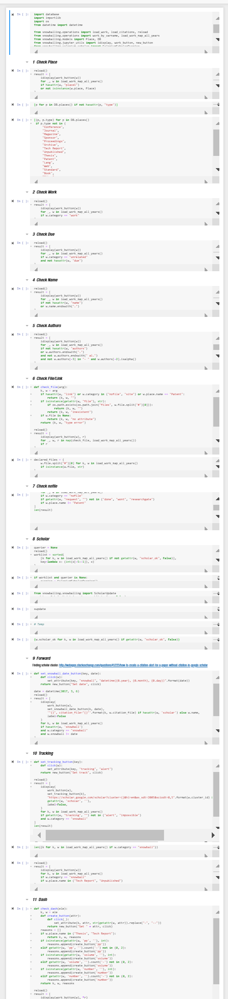 In [ ]:
import database
import importlib
import os
from datetime import datetime
from snowballing.operations import load_work, load_citations, reload
from snowballing.operations import work_by_varname, load_work_map_all_years
from snowballing.models import Place, DB
from snowballing.jupyter_utils import idisplay, work_button, new_button
1 Check Place
In [ ]:
reload()
result = [
idisplay(work_button(w))
for _, w in load_work_map_all_years()
if hasattr(w, "place1")
or not isinstance(w.place, Place)
In [ ]:
[p for p in DB.places() if not hasattr(p, "type")]
In [ ]:
[(p, p.type) for p in DB.places()
if p.type not in {
"Conference",
"Journal",
"Magazine",
"Sponsor",
"Proceedings",
"Archive",
"Tech Report",
"Unpublished",
"Thesis",
"Patent",
"Lang",
"Web",
"Standard",
"Book",
2 Check Work
In [ ]:
reload()
result = [
idisplay(work_button(w))
for _, w in load_work_map_all_years()
if w.category == "work"
3 Check Due
In [ ]:
reload()
result = [
idisplay(work_button(w))
for _, w in load_work_map_all_years()
if w.category == "unrelated"
and not hasattr(w, "due")
4 Check Name
In [ ]:
reload()
result = [
idisplay(work_button(w))
for _, w in load_work_map_all_years()
if not hasattr(w, "name")
or w.name.endswith(".")
5 Check Authors
In [ ]:
reload()
result = [
idisplay(work_button(w))
for _, w in load_work_map_all_years()
if not hasattr(w, "authors")
or w.authors.endswith(".")
and not w.authors.endswith(" al.")
and not w.authors[-3] in "- " and w.authors[-2].isalpha()
6 Check File/Link
In [ ]:
def check_file(arg):
k, w = arg
if hasattr(w, "link") or w.category in ("nofile", "site") or w.place.name == "Patent":
return (k, w, "")
if isinstance(getattr(w, "file"), str):
if os.path.exists(os.path.join("files", w.file.split("#")[0])):
return (k, w, "")
return (k, w, "inexistent")
if w.file is None:
return (k, w, "no attribute")
return (k, w, "type error")
reload()
result = [
idisplay(work_button(w), r)
for _, w, r in map(check_file, load_work_map_all_years())
if r
In [ ]:
declared_files = {
w.file.split("#")[0] for k, w in load_work_map_all_years()
if isinstance(w.file, str)
7 Check nofile
In [ ]:
for _, w in load_work_map_all_years()
if w.category == "nofile"
if getattr(w, "request", "") not in ("done", "wont", "researchgate")
if w.place.name != "Patent"
]
len(result)
8 Scholar
In [ ]:
querier = None
reload()
worklist = sorted(
[k for k, w in load_work_map_all_years() if not getattr(w, "scholar_ok", False)],
key=lambda x: (int(x[-5:-1]), x)
In [ ]:
if worklist and querier is None:
In [ ]:
from snowballing.snowballing import ScholarUpdate
In [ ]:
supdate
In [ ]:
# Temp
In [ ]:
{w.scholar_ok for k, w in load_work_map_all_years() if getattr(w, "scholar_ok", False)}
9 Forward
Finding scholar cluster: http://webapps.stackexchange.com/questions/45333/how-to-create-a-citation-alert-for-a-paper-without-citation-in-google-scholar
In [ ]:
def set_snowball_date_button(key, date):
def click(w):
set_attribute(key, "snowball", "datetime({0.year}, {0.month}, {0.day})".format(date))
return new_button("Set date", click)
date = datetime(2017, 3, 6)
reload()
result = [
idisplay(
work_button(w),
set_snowball_date_button(k, date),
'"{}", citation_file="{}"'.format(k, w.citation_file) if hasattr(w, 'scholar') else w.name,
label=False
)
for k, w in load_work_map_all_years()
if hasattr(w, 'snowball')
and w.category == "snowball"
and w.snowball != date
10 Tracking
In [ ]:
def set_tracking_button(key):
def click(w):
set_attribute(key, "tracking", "alert")
return new_button("Set track", click)
reload()
result = [
idisplay(
work_button(w),
set_tracking_button(k),
"https://scholar.google.com/scholar?cluster={}&hl=en&as_sdt=2005&sciodt=0,5".format(w.cluster_id)
getattr(w, 'scholar', ''),
label=False,
)
for k, w in load_work_map_all_years()
if getattr(w, "tracking", "") not in ("alert", "impossible")
and w.category == "snowball"
]
len(result)
In [ ]:
len([k for k, w in load_work_map_all_years() if w.category == "snowball"])
In [ ]:
reload()
result = [
idisplay(work_button(w))
for k, w in load_work_map_all_years()
if w.category == "snowball"
if w.place.name in ("Tech Report", "Unpublished")
11 Dash
In [ ]:
def check_dash(ele):
k, w = ele
def create_button(attr):
def click(_):
set_attribute(k, attr, str(getattr(w, attr)).replace("-", "--"))
return new_button("Set " + attr, click)
reasons = []
if w.place.name in ("Thesis", "Tech Report"):
return k, w, reasons
if isinstance(getattr(w, 'pp', ''), int):
reasons.append(create_button('pp'))
elif getattr(w, 'pp', '').count('-') not in (0, 2):
reasons.append(create_button('pp'))
if isinstance(getattr(w, 'volume', ''), int):
reasons.append(create_button('volume'))
elif getattr(w, 'volume', '').count('-') not in (0, 2):
reasons.append(create_button('volume'))
if isinstance(getattr(w, 'number', ''), int):
reasons.append(create_button('number'))
elif getattr(w, 'number', '').count('-') not in (0, 2):
reasons.append(create_button('number'))
return k, w, reasons
reload()
result = [
idisplay(work_button(w), *r)